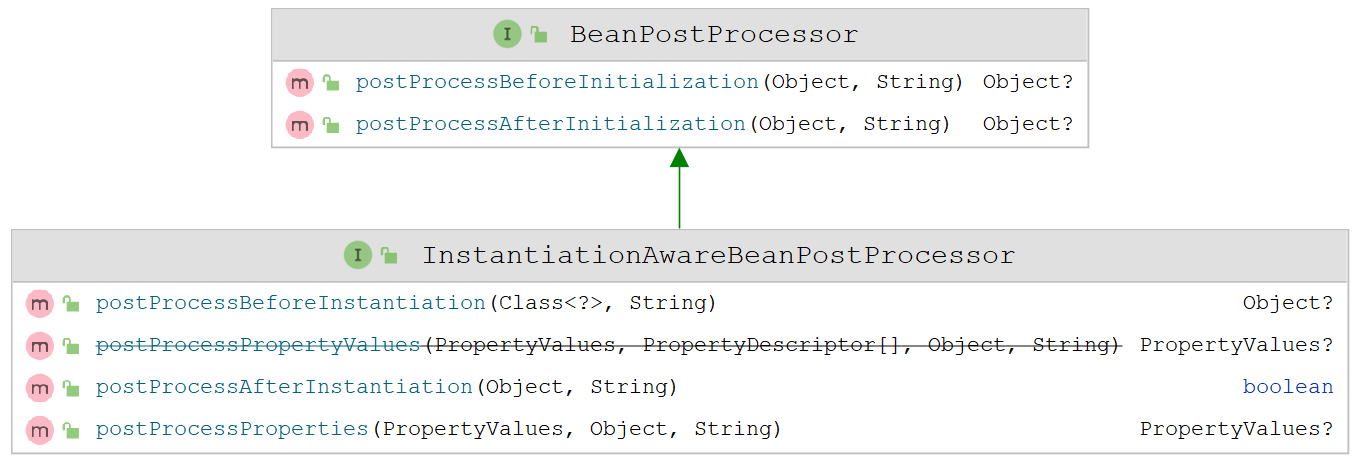 I BeanPostProcessor
m postProcessBeforeInitialization(Object, String) Object?
m postProcessAfterInitialization(Object, String) Object?
I InstantiationAwareBeanPostProcessor
m postProcessBeforeInstantiation(Class<?>, String) Object?
m postProcessPropertyValues(PropertyValues, PropertyDescriptor[], Object, String) PropertyValues?
m postProcessAfterInstantiation(Object, String) boolean
m postProcessProperties(PropertyValues, Object, String) PropertyValues?